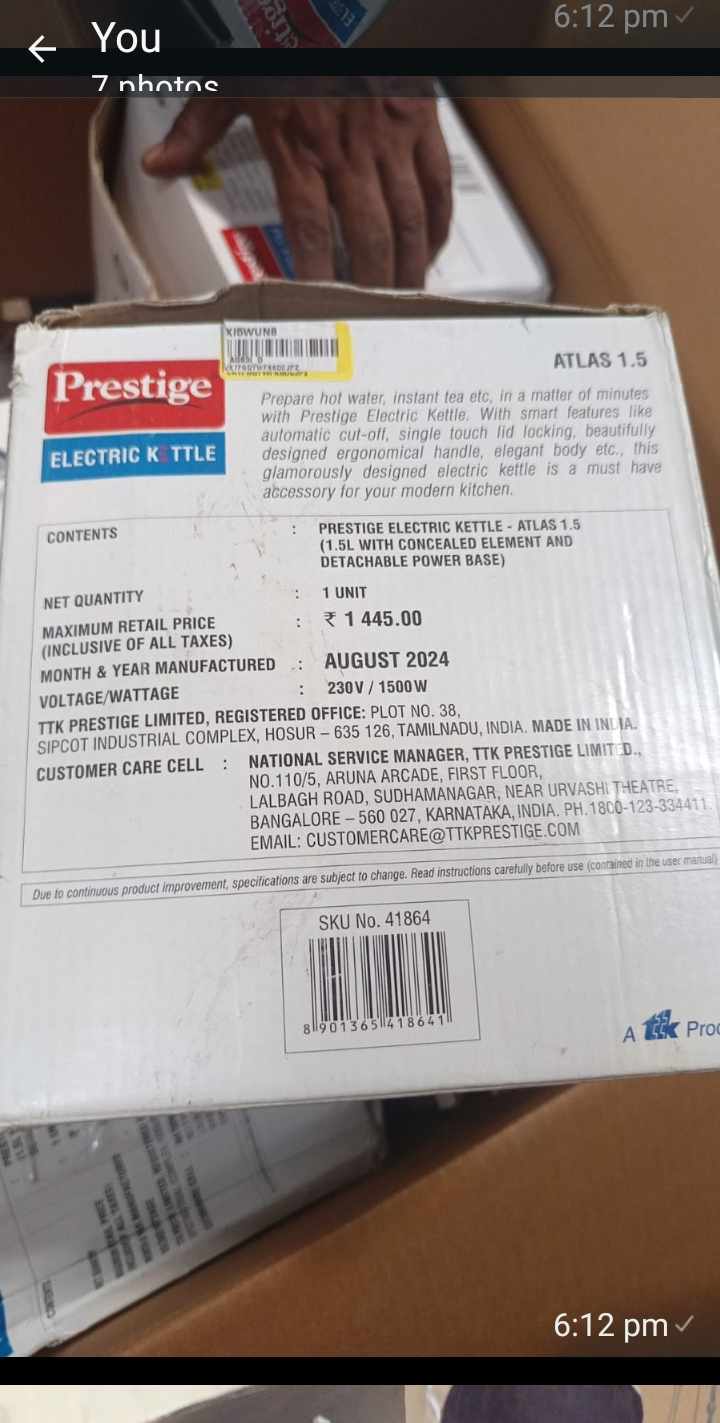 6:12 pm
You
7 photos
XI5WUNB
Prestige
ELECTRIC K TTLE
ATLAS 1.5
Prepare hot water, instant tea etc, in a matter of minutes
with Prestige Electric Kettle. With smart features like
automatic cut-off, single touch lid locking, beautifully
designed ergonomical handle, elegant body etc., this
glamorously designed electric kettle is a must have
accessory for your modern kitchen.
CONTENTS : PRESTIGE ELECTRIC KETTLE - ATLAS 1.5
(1.5L WITH CONCEALED ELEMENT AND
DETACHABLE POWER BASE)
NET QUANTITY : 1 UNIT
MAXIMUM RETAIL PRICE : ₹ 1 445.00
(INCLUSIVE OF ALL TAXES)
MONTH & YEAR MANUFACTURED : AUGUST 2024
VOLTAGE/WATTAGE : 230V / 1500W
TTK PRESTIGE LIMITED, REGISTERED OFFICE: PLOT NO. 38,
SIPCOT INDUSTRIAL COMPLEX, HOSUR – 635 126, TAMILNADU, INDIA. MADE IN INDIA.
CUSTOMER CARE CELL : NATIONAL SERVICE MANAGER, TTK PRESTIGE LIMITED.,
NO.110/5, ARUNA ARCADE, FIRST FLOOR,
LALBAGH ROAD, SUDHAMANAGAR, NEAR URVASHI THEATRE,
BANGALORE – 560 027, KARNATAKA, INDIA. PH.1800-123-334411.
EMAIL: CUSTOMERCARE@TTKPRESTIGE.COM
Due to continuous product improvement, specifications are subject to change. Read instructions carefully before use (contained in the user manual)
SKU No. 41864
8 901365 418641
A ttk Proc
6:12 pm